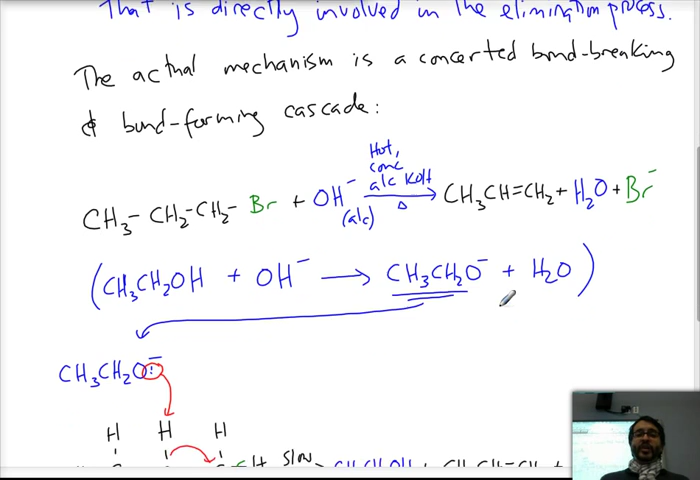 That is directly involved in the elimination process.
The actual mechanism is a concerted bond-breaking
& bond-forming cascade:
Hot,
conc
alc KOH
CH₃-CH₂-CH₂-Br + OH⁻ → CH₃CH=CH₂ + H₂O + Br⁻
(alc) Δ
(CH₃CH₂OH + OH⁻ → CH₃CH₂O⁻ + H₂O)
CH₃CH₂O:⁻
H H H
slow